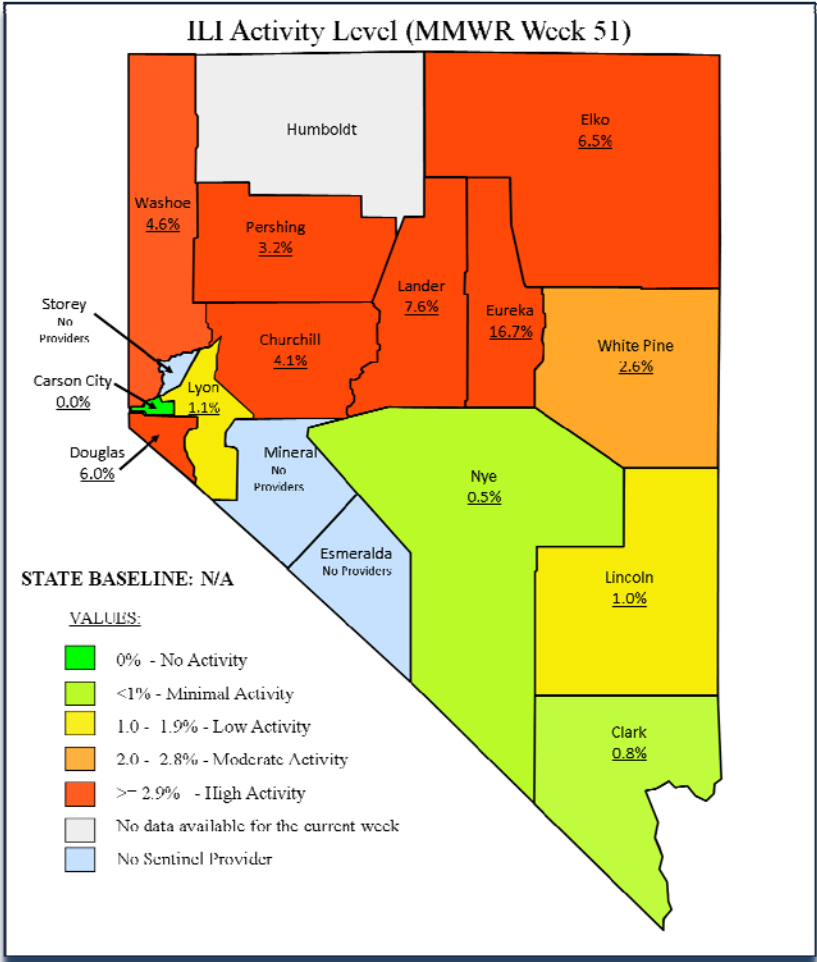 ILI Activity Level (MMWR Week 51)
Humboldt
Elko
6.5%
Washoe
4.6%
Pershing
3.2%
Lander
7.6%
Eureka
16.7%
Storey
No
Providers
Churchill
4.1%
White Pine
2.6%
Carson City
0.0%
Lyon
1.1%
Douglas
6.0%
Mineral
No
Providers
Nye
0.5%
Esmeralda
No Providers
Lincoln
1.0%
Clark
0.8%
STATE BASELINE: N/A
VALUES:
0% - No Activity
<1% - Minimal Activity
1.0 - 1.9% - Low Activity
2.0 - 2.8% - Moderate Activity
>= 2.9% - High Activity
No data available for the current week
No Sentinel Provider